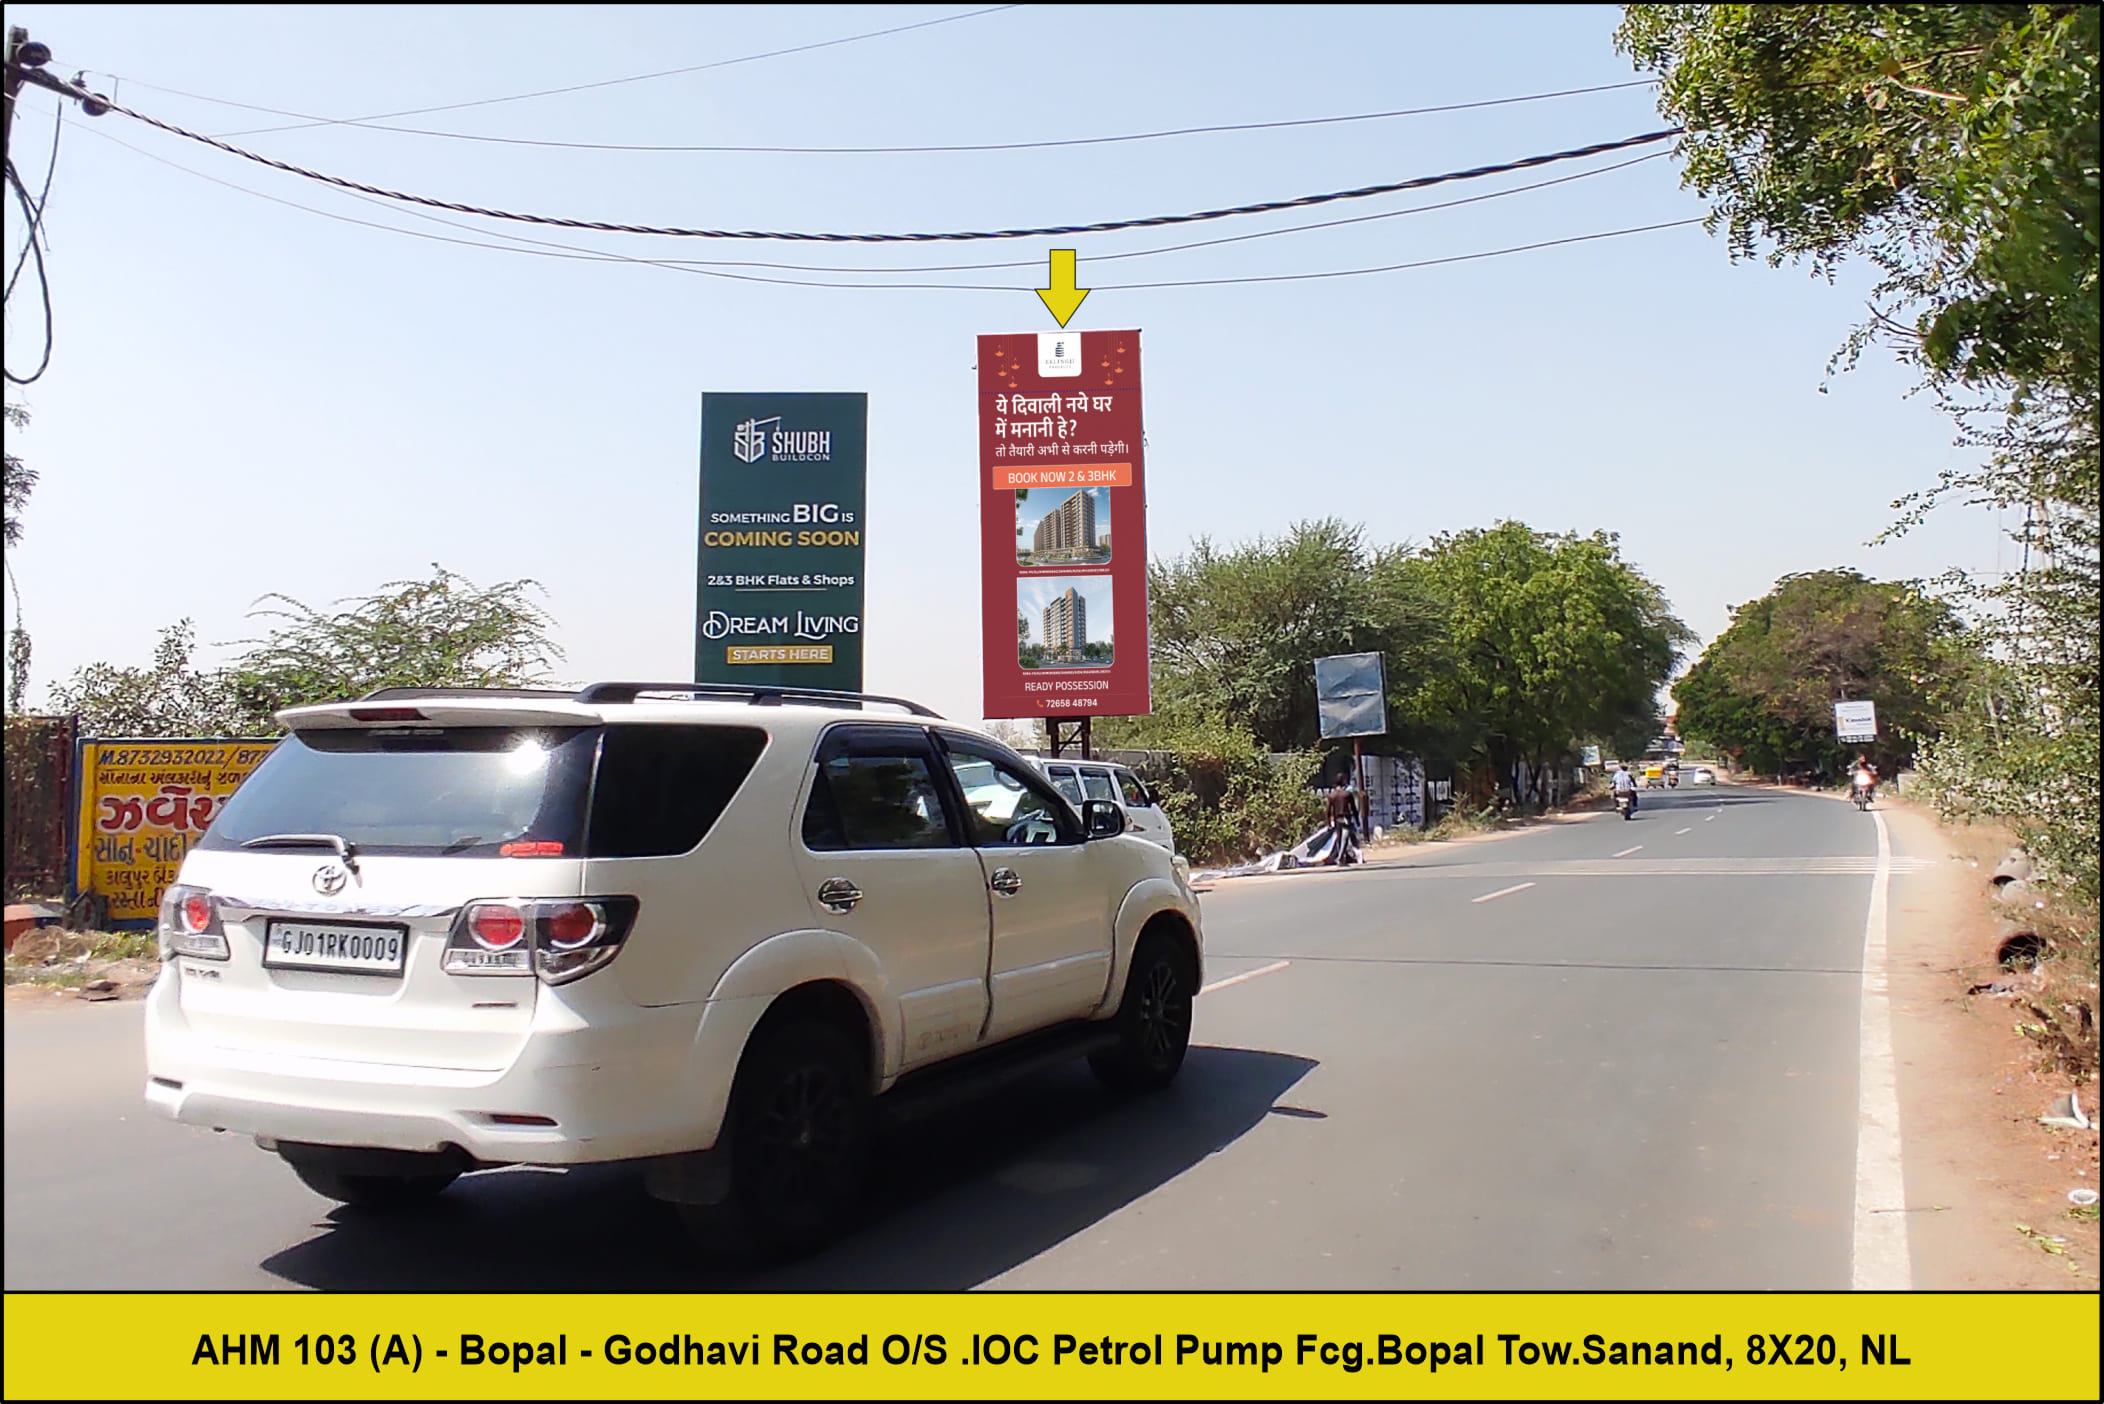 SHUBH
BUILDCON
SOMETHING BIG IS
COMING SOON
2&3 BHK Flats & Shops
DREAM LIVING
STARTS HERE
ये दिवाली नये घर
में मनानी हे?
तो तैयारी अभी से करनी पड़ेगी।
BOOK NOW 2 & 3BHK
READY POSSESSION
72658 48794
M.8732932022/873
સોનાના
ઝવેર
સોનુ-ચાંદી
કાલુપુર
GJ01RK0009
AHM 103 (A) - Bopal - Godhavi Road O/S .IOC Petrol Pump Fcg.Bopal Tow.Sanand, 8X20, NL